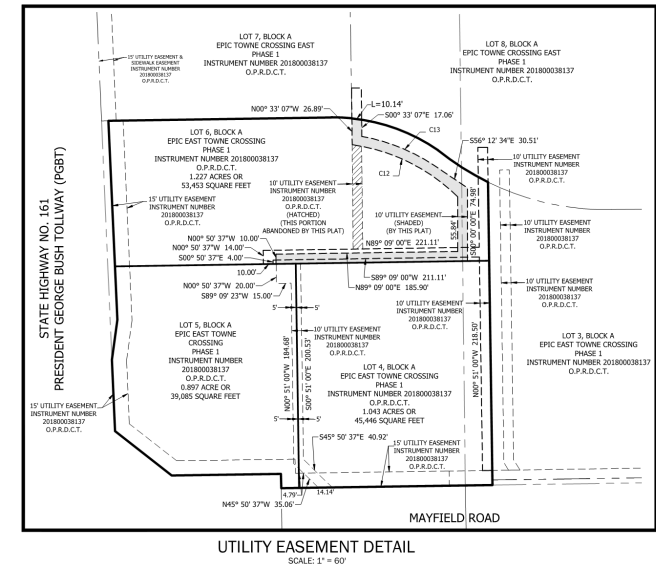 LOT 7, BLOCK A
EPIC TOWNE CROSSING EAST
PHASE 1
INSTRUMENT NUMBER 201800038137
O.P.R.D.C.T.
LOT 8, BLOCK A
EPIC TOWNE CROSSING EAST
PHASE 1
INSTRUMENT NUMBER 201800038137
O.P.R.D.C.T.
15' UTILITY EASEMENT &
SIDEWALK EASEMENT
INSTRUMENT NUMBER
201800038137
O.P.R.D.C.T.
L=10.14'
N00° 33' 07"W 26.89'
S00° 33' 07"E 17.06'
C13
S56° 12' 34"E 30.51'
C12
LOT 6, BLOCK A
EPIC EAST TOWNE CROSSING
PHASE 1
INSTRUMENT NUMBER 201800038137
O.P.R.D.C.T.
1.227 ACRES OR
53,453 SQUARE FEET
15' UTILITY EASEMENT
INSTRUMENT NUMBER
201800038137
O.P.R.D.C.T.
10' UTILITY EASEMENT
INSTRUMENT NUMBER
201800038137
O.P.R.D.C.T.
(HATCHED)
(THIS PORTION
ABANDONED BY THIS PLAT)
10' UTILITY EASEMENT
(SHADED)
(BY THIS PLAT)
55.84'
S00° 00' 00"E 74.98'
10' UTILITY EASEMENT
INSTRUMENT NUMBER
201800038137
O.P.R.D.C.T.
10' UTILITY EASEMENT
INSTRUMENT NUMBER
201800038137
O.P.R.D.C.T.
10' UTILITY EASEMENT
INSTRUMENT NUMBER
201800038137
O.P.R.D.C.T.
N00° 50' 37"W 10.00'
N00° 50' 37"W 14.00'
S00° 50' 37"E 4.00'
N89° 09' 00"E 221.11'
10.00'
N00° 50' 37"W 20.00'
S89° 09' 23"W 15.00'
S89° 09' 00"W 211.11'
N89° 09' 00"E 185.90'
STATE HIGHWAY NO. 161
PRESIDENT GEORGE BUSH TOLLWAY (PGBT)
5'
5'
10' UTILITY EASEMENT
INSTRUMENT NUMBER
201800038137
O.P.R.D.C.T.
10' UTILITY EASEMENT
INSTRUMENT NUMBER
201800038137
O.P.R.D.C.T.
LOT 5, BLOCK A
EPIC EAST TOWNE
CROSSING
PHASE 1
INSTRUMENT NUMBER
201800038137
O.P.R.D.C.T.
0.897 ACRE OR
39,085 SQUARE FEET
N00° 51' 00"W 184.68'
S00° 51' 00"E 200.53'
N00° 51' 00"W 218.50'
LOT 4, BLOCK A
EPIC EAST TOWNE CROSSING
PHASE 1
INSTRUMENT NUMBER 201800038137
O.P.R.D.C.T.
1.043 ACRES OR
45,446 SQUARE FEET
LOT 3, BLOCK A
EPIC EAST TOWNE CROSSING
PHASE 1
INSTRUMENT NUMBER 201800038137
O.P.R.D.C.T.
15' UTILITY EASEMENT
INSTRUMENT NUMBER
201800038137
O.P.R.D.C.T.
5'
5'
S45° 50' 37"E 40.92'
15' UTILITY EASEMENT
INSTRUMENT NUMBER
201800038137
O.P.R.D.C.T.
4.79'
14.14'
N45° 50' 37"W 35.06'
MAYFIELD ROAD
UTILITY EASEMENT DETAIL
SCALE: 1" = 60'